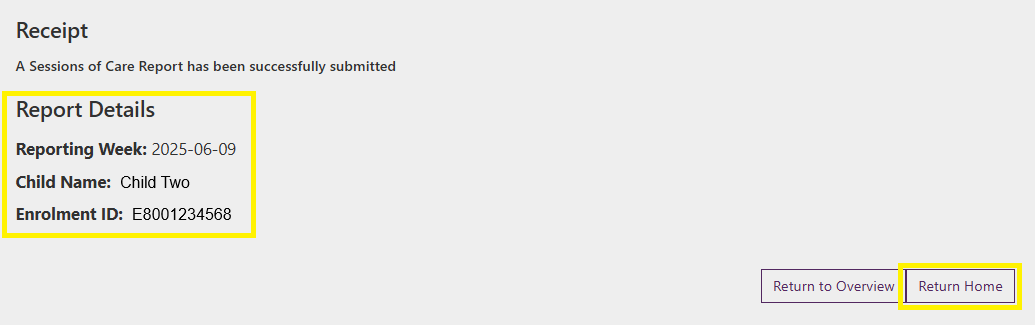 Receipt
A Sessions of Care Report has been successfully submitted
Report Details
Reporting Week: 2025-06-09
Child Name: Child Two
Enrolment ID: E8001234568
Return to Overview
Return Home